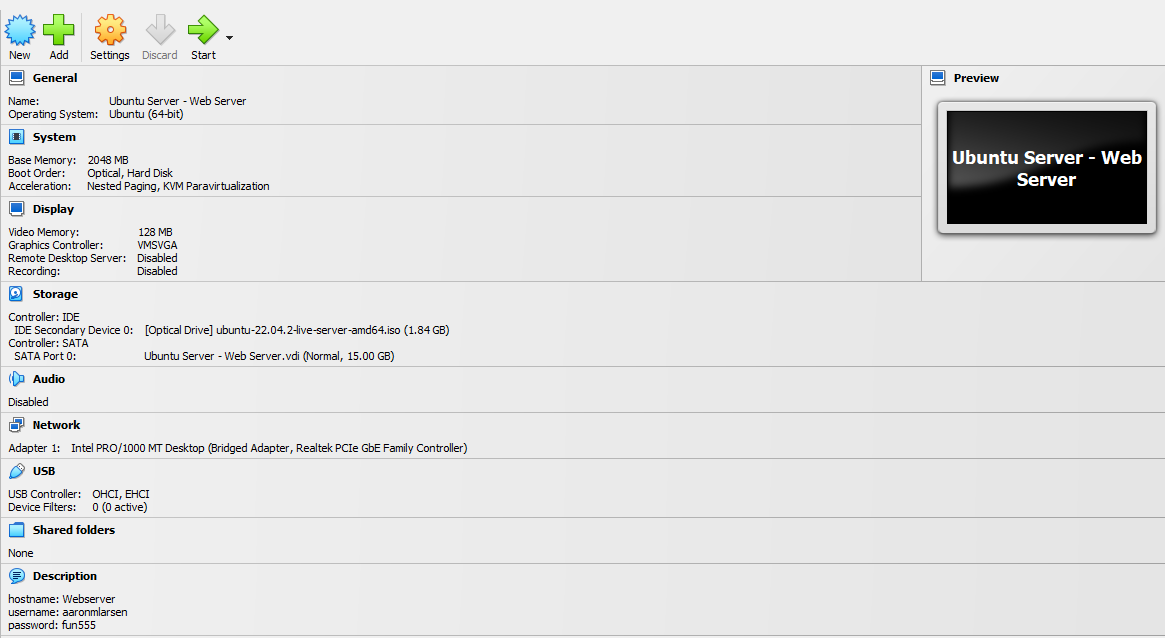 New Add Settings Discard Start
General
Name: Ubuntu Server - Web Server
Operating System: Ubuntu (64-bit)
System
Base Memory: 2048 MB
Boot Order: Optical, Hard Disk
Acceleration: Nested Paging, KVM Paravirtualization
Display
Video Memory: 128 MB
Graphics Controller: VMSVGA
Remote Desktop Server: Disabled
Recording: Disabled
Preview
Ubuntu Server - Web
Server
Storage
Controller: IDE
IDE Secondary Device 0: [Optical Drive] ubuntu-22.04.2-live-server-amd64.iso (1.84 GB)
Controller: SATA
SATA Port 0: Ubuntu Server - Web Server.vdi (Normal, 15.00 GB)
Audio
Disabled
Network
Adapter 1: Intel PRO/1000 MT Desktop (Bridged Adapter, Realtek PCIe GbE Family Controller)
USB
USB Controller: OHCI, EHCI
Device Filters: 0 (0 active)
Shared folders
None
Description
hostname: Webserver
username: aaronmlarsen
password: fun555